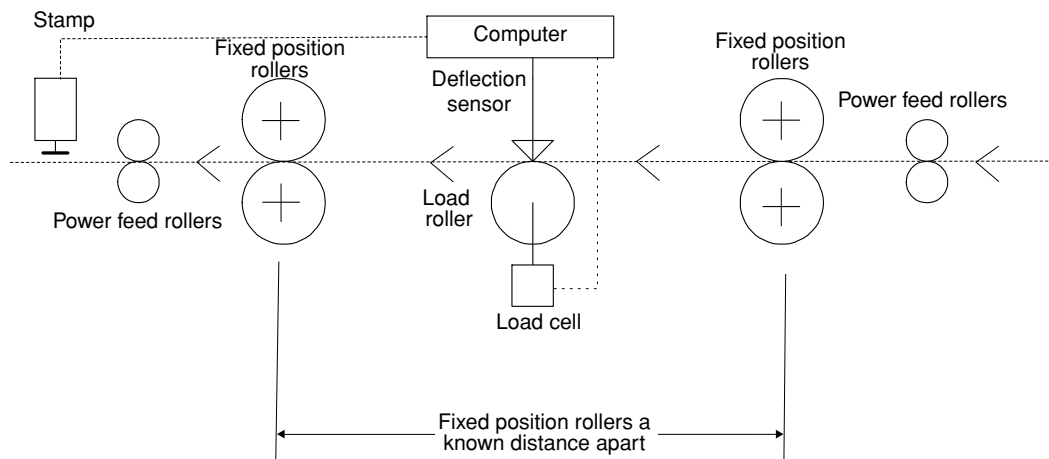 Stamp
Fixed position
rollers
Computer
Deflection
sensor
Fixed position
rollers
Power feed rollers
Power feed rollers
Load
roller
Load cell
Fixed position rollers a
known distance apart